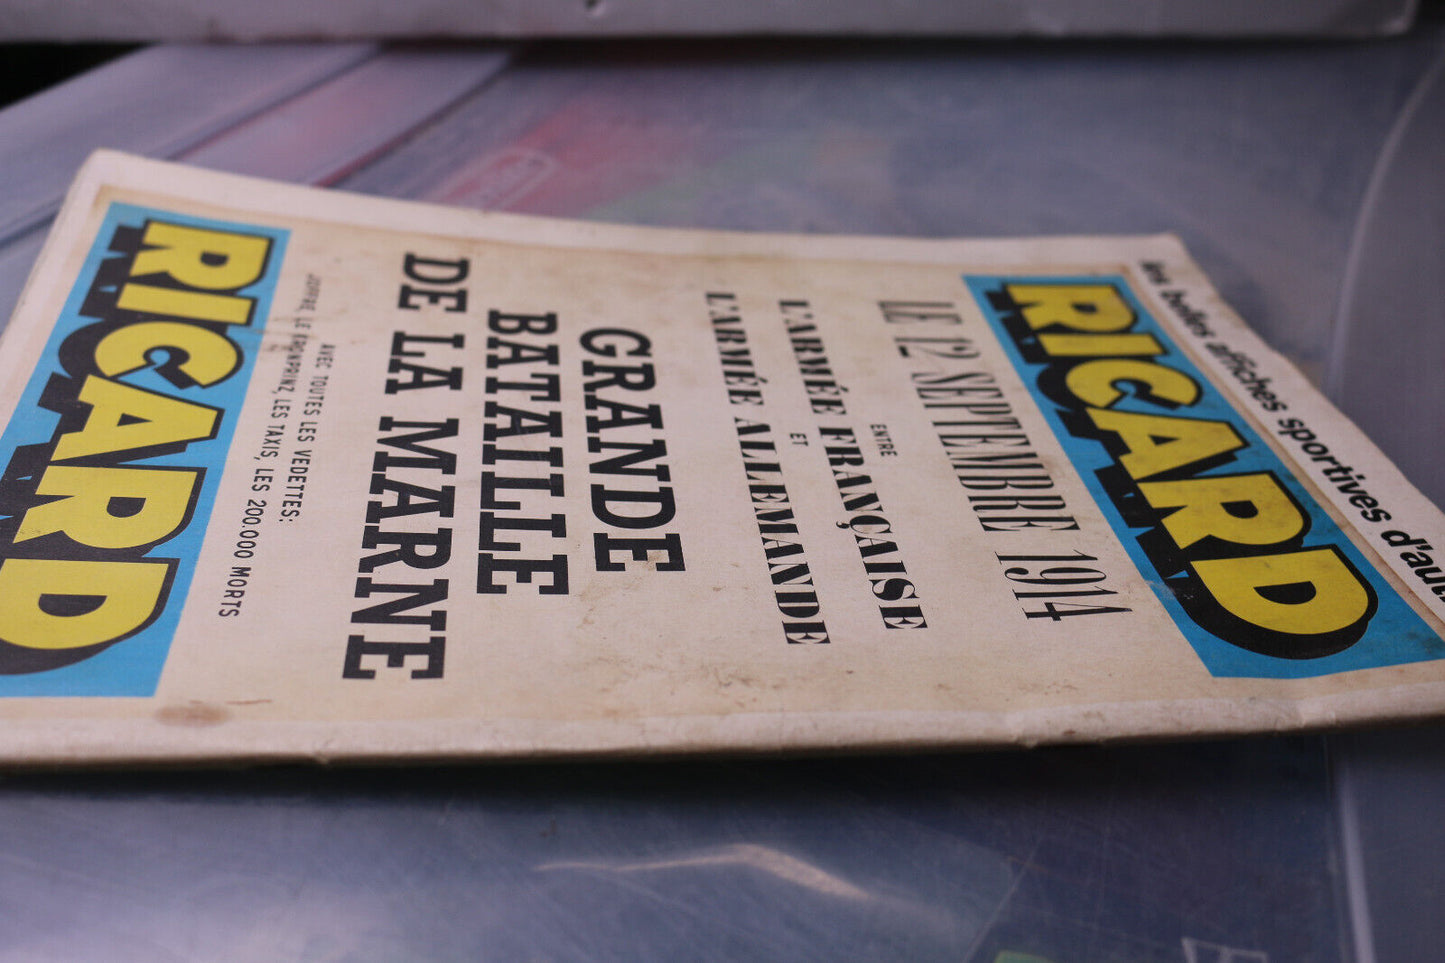 les belles affiches sportives d'aut
RICARD
LE 12 SEPTEMBRE 1914
ENTRE
L'ARMÉE FRANÇAISE
ET
L'ARMÉE ALLEMANDE
GRANDE
BATAILLE
DE LA MARNE
AVEC TOUTES LES VEDETTES:
JOFFRE, LE KRONPRINZ, LES TAXIS, LES 200.000 MORTS
RICARD